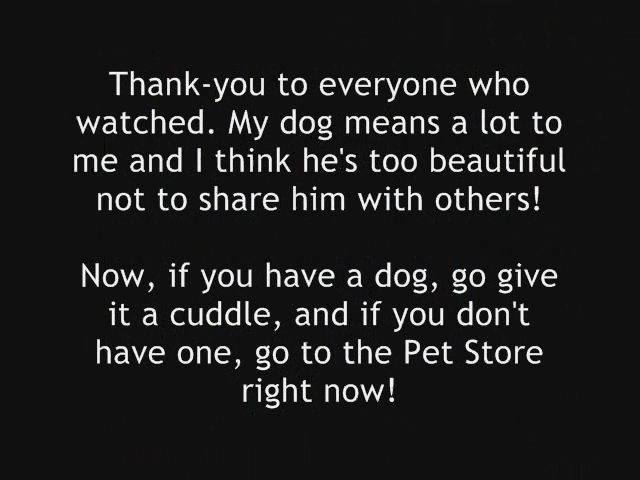 Thank-you to everyone who
watched. My dog means a lot to
me and I think he's too beautiful
not to share him with others!
Now, if you have a dog, go give
it a cuddle, and if you don't
have one, go to the Pet Store
right now!